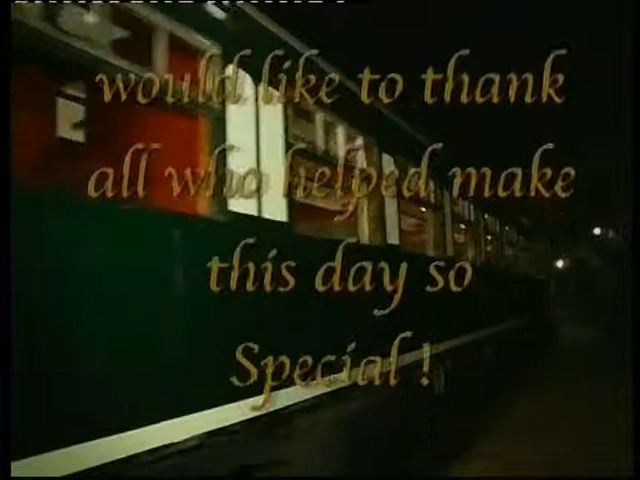 would like to thank
all who helped make
this day so
Special !